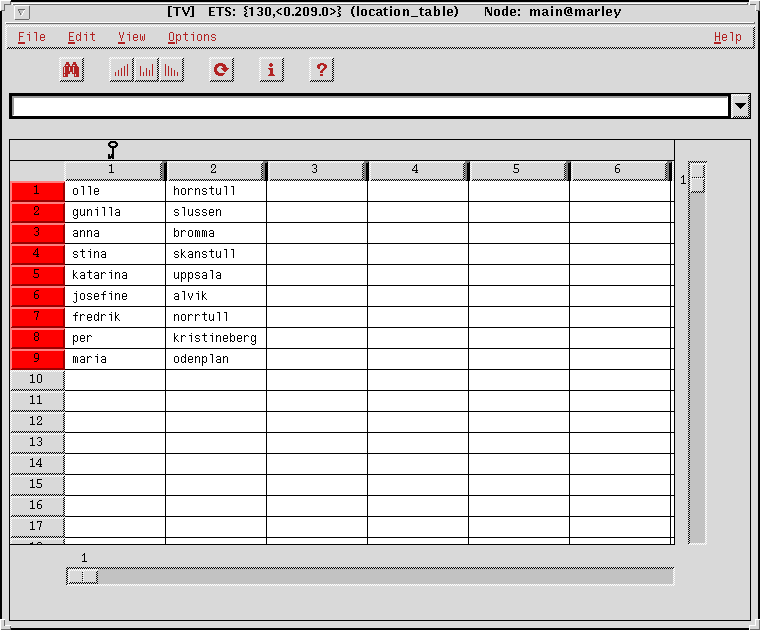 [TV] ETS: {130,<0.209.0>} (location_table) Node: main@marley
File Edit View Options Help
1 2 3 4 5 6
1 olle hornstull
1
2 gunilla slussen
3 anna bromma
4 stina skanstull
5 katarina uppsala
6 josefine alvik
7 fredrik norrtull
8 per kristineberg
9 maria odenplan
10
11
12
13
14
15
16
17
1